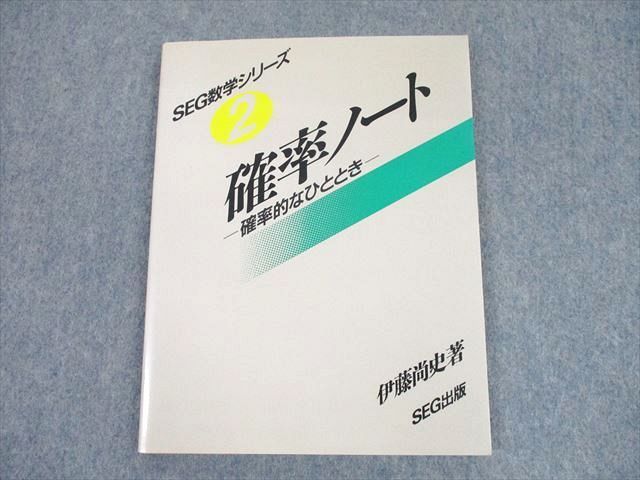 SEG数学シリーズ
2
確率ノート
―確率的なひととき―
伊藤尚史著
SEG出版